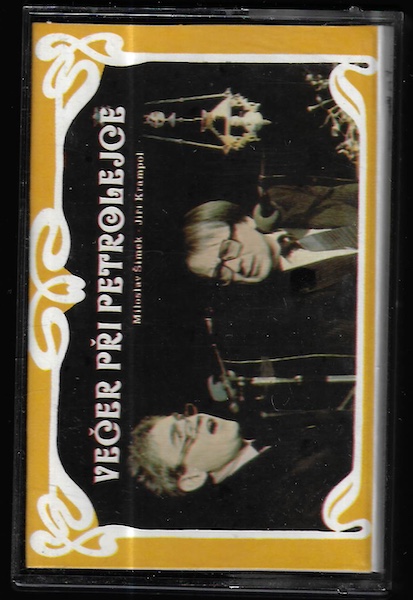 VEČER PŘI PETROLEJCE
Miloslav Šimek · Jiří Krampol